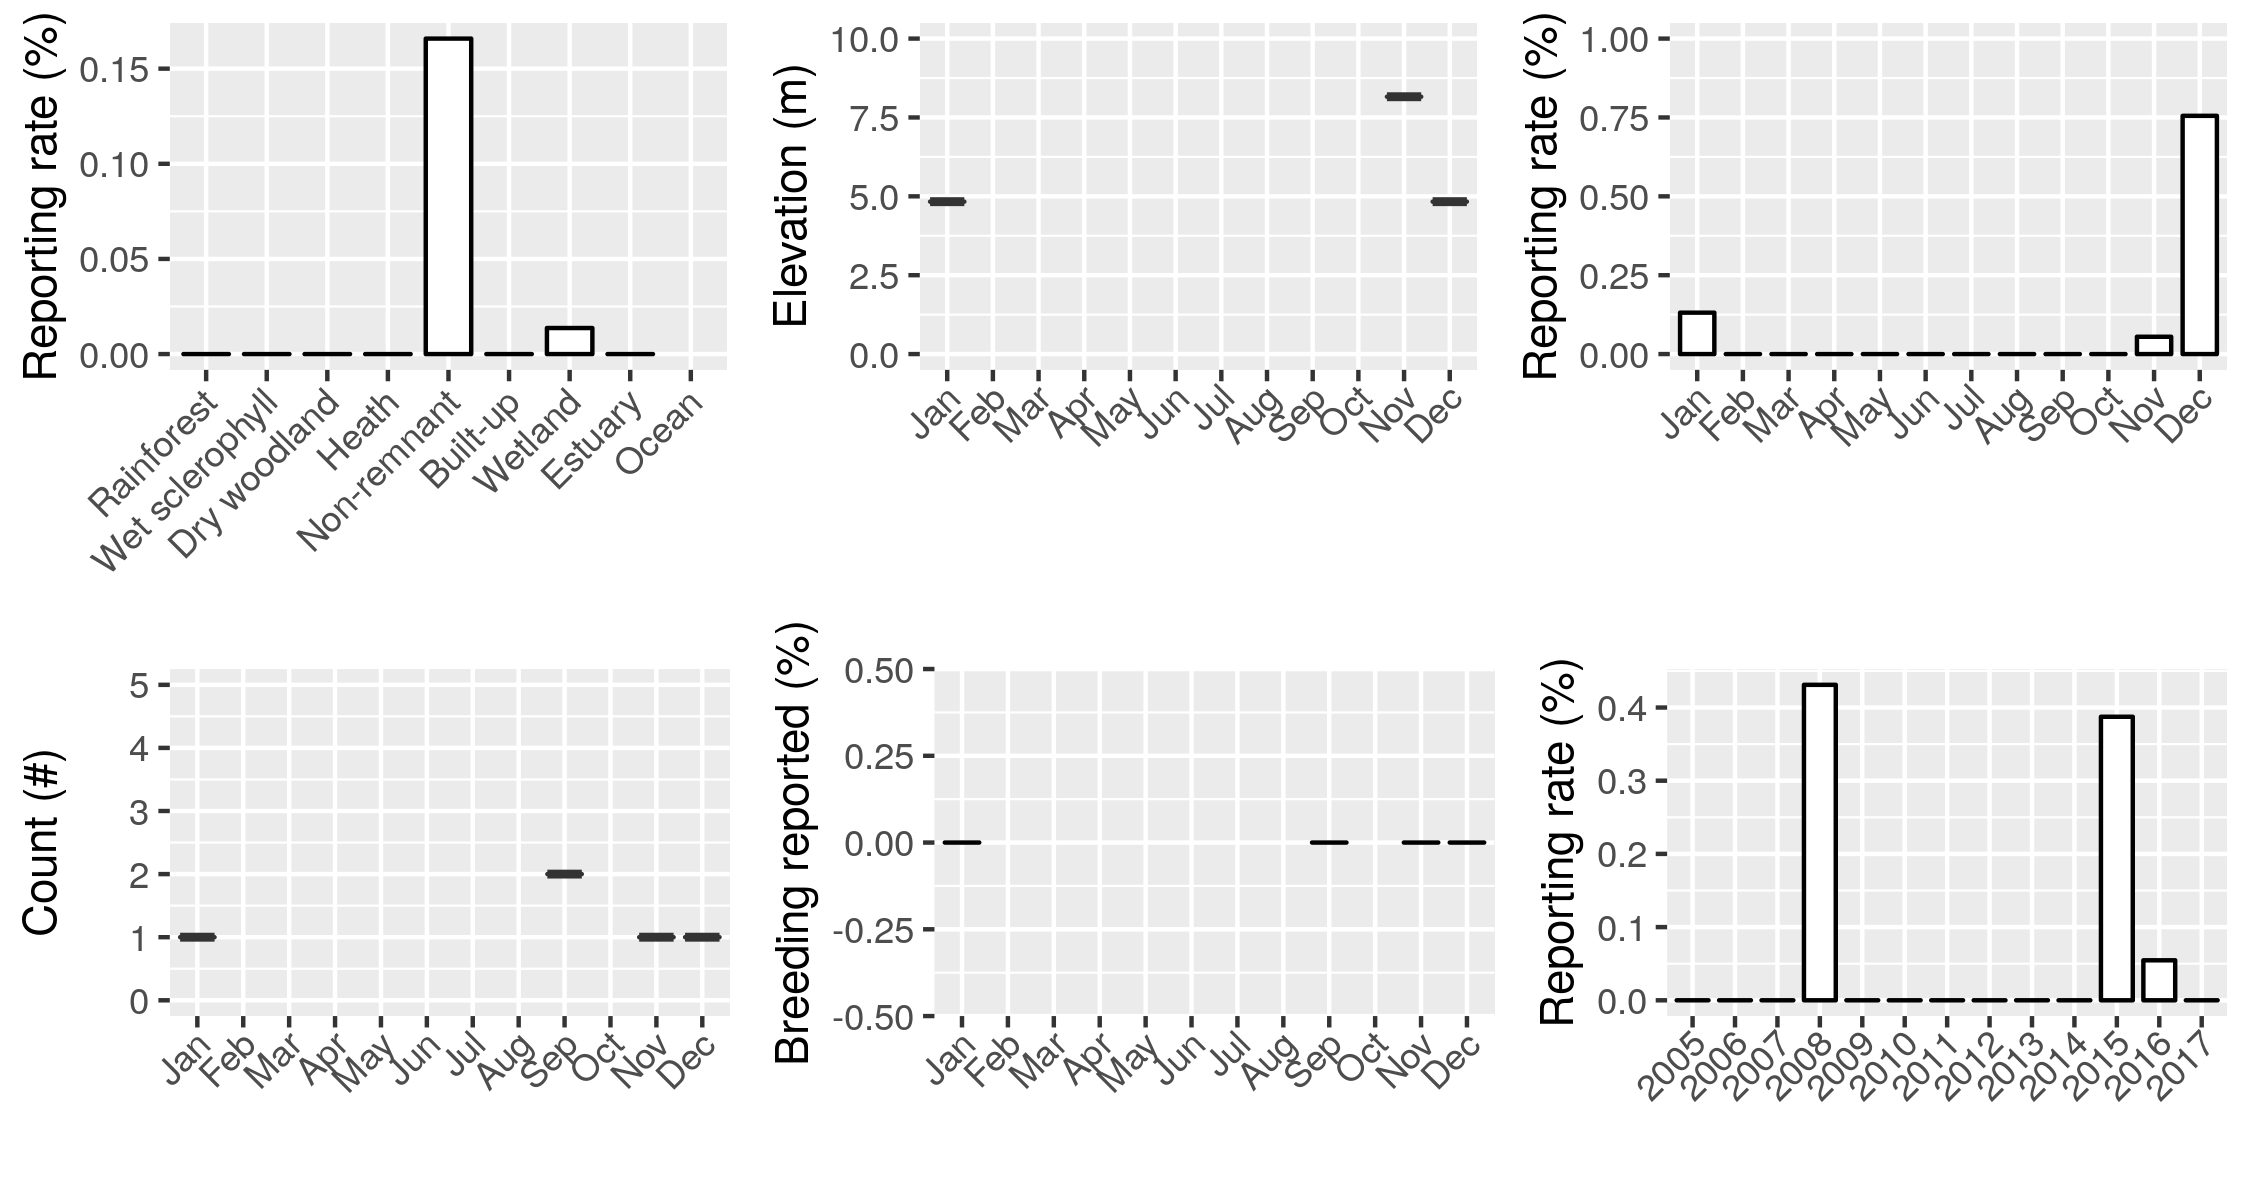 Reporting rate (%)
0.15
0.10
0.05
0.00
Rainforest
Wet sclerophyll
Dry woodland
Heath
Non-remnant
Built-up
Wetland
Estuary
Ocean
Elevation (m)
10.0
7.5
5.0
2.5
0.0
Jan Feb Mar Apr May Jun Jul Aug Sep Oct Nov Dec
Reporting rate (%)
1.00
0.75
0.50
0.25
0.00
Jan Feb Mar Apr May Jun Jul Aug Sep Oct Nov Dec
Count (#)
5
4
3
2
1
0
Jan Feb Mar Apr May Jun Jul Aug Sep Oct Nov Dec
Breeding reported (%)
0.50
0.25
0.00
-0.25
-0.50
Jan Feb Mar Apr May Jun Jul Aug Sep Oct Nov Dec
Reporting rate (%)
0.4
0.3
0.2
0.1
0.0
2005 2006 2007 2008 2009 2010 2011 2012 2013 2014 2015 2016 2017